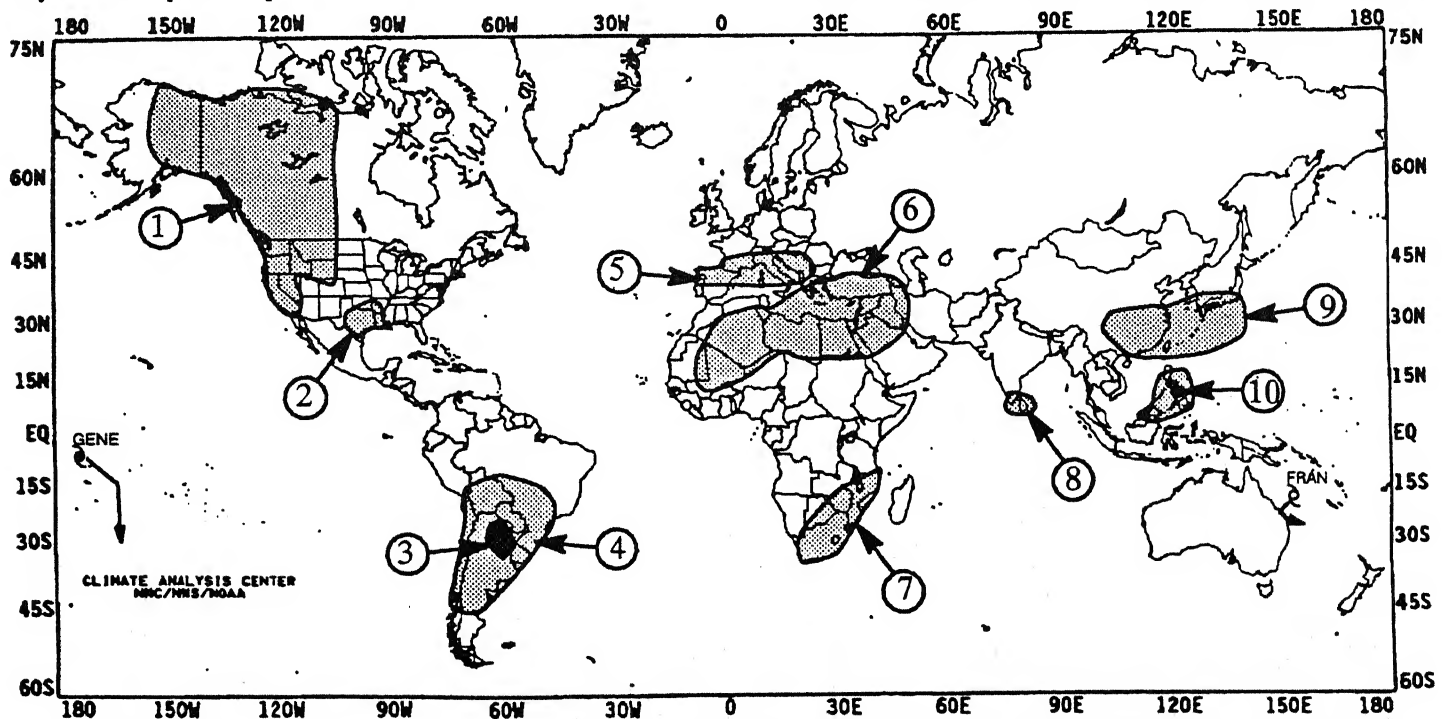 180 150W 120W 90W 60W 30W 0 30E 60E 90E 120E 150E 180
75N 75N
60N 60N
1
6
45N 45N
5
30N 30N
9
2
15N 15N
10
EQ EQ
GENE
8
15S FRAN 15S
30S 30S
3 4
7
CLIMATE ANALYSIS CENTER
NMC/NWS/NOAA
45S 45S
60S 60S
180 150W 120W 90W 60W 30W 0 30E 60E 90E 120E 150E 180